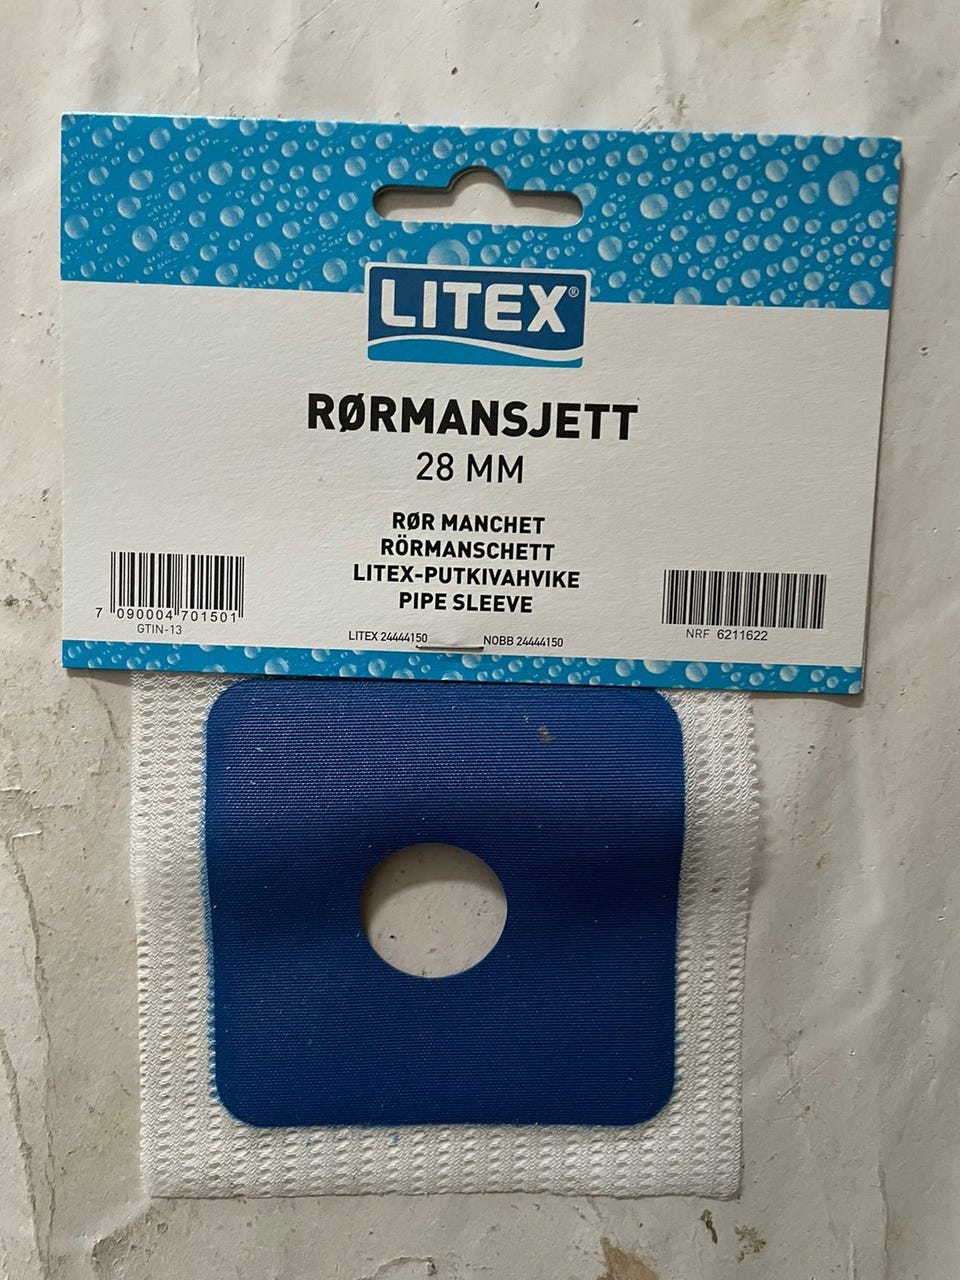 LITEX®
RØRMANSJETT
28 MM
RØR MANCHET
RÖRMANSCHETT
LITEX-PUTKIVAHVIKE
PIPE SLEEVE
7 090004 701501
GTIN-13
NRF 6211622
LITEX 24444150 NOBB 24444150